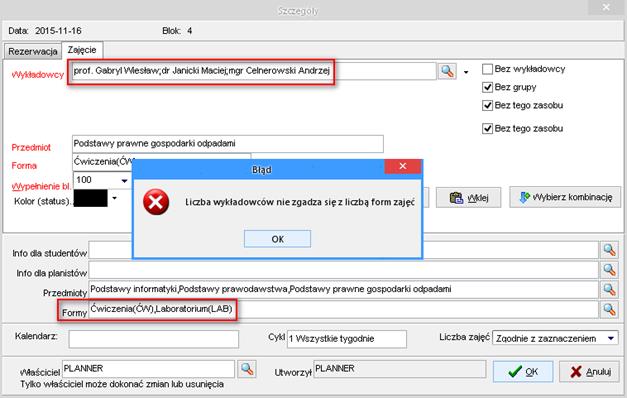 Szczegóły
Data: 2015-11-16 Blok: 4
Rezerwacja Zajęcie
Wykładowcy prof. Gabryl Wiesław;dr Janicki Maciej;mgr Celnerowski Andrzej
Bez wykładowcy
Bez grupy
Bez tego zasobu
Bez tego zasobu
Przedmiot Podstawy prawne gospodarki odpadami
Forma Ćwiczenia(ĆW)
Wypełnienie bl. 100
Kolor (status)..
Wklej Wybierz kombinację
Błąd
Liczba wykładowców nie zgadza się z liczbą form zajęć
OK
Info dla studentów
Info dla planistów
Przedmioty Podstawy informatyki,Podstawy prawodawstwa,Podstawy prawne gospodarki odpadami
Formy Ćwiczenia(ĆW),Laboratorium(LAB)
Kalendarz: Cykl 1 Wszystkie tygodnie Liczba zajęć Zgodnie z zaznaczeniem
Właściciel PLANNER Utworzył PLANNER OK Anuluj
Tylko właściciel może dokonać zmian lub usunięcia